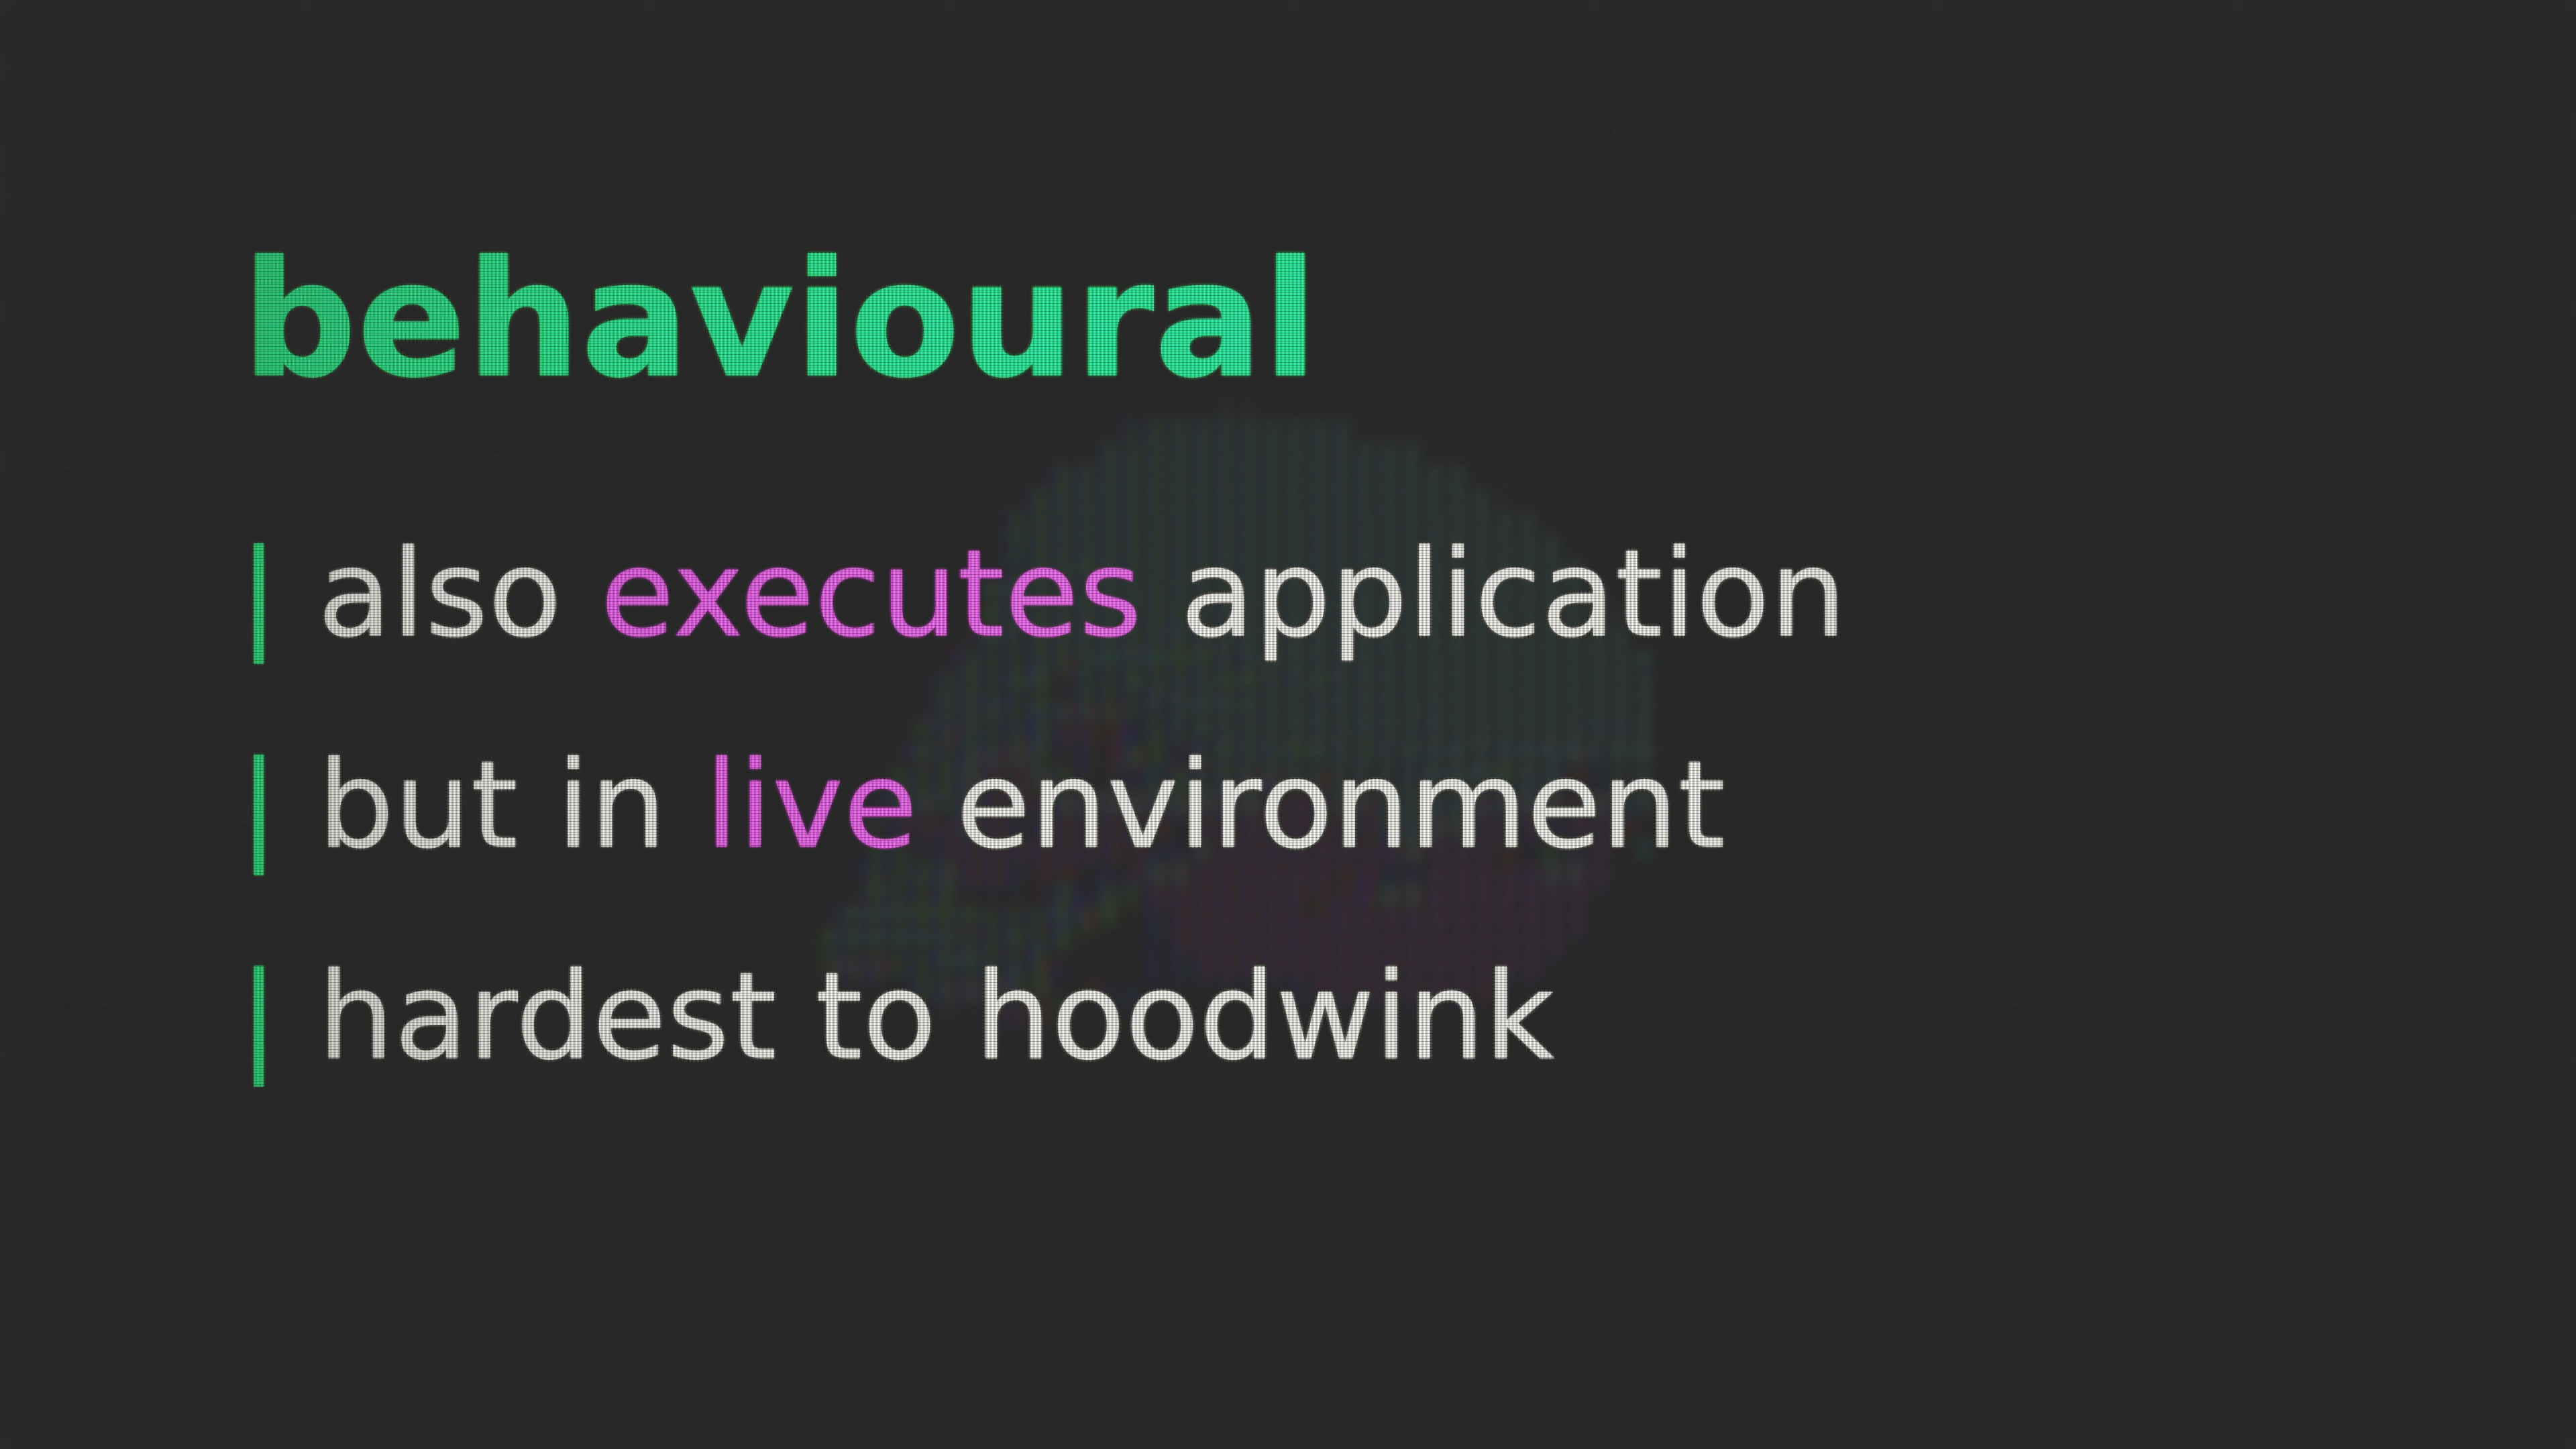 behavioural
also executes application
but in live environment
hardest to hoodwink